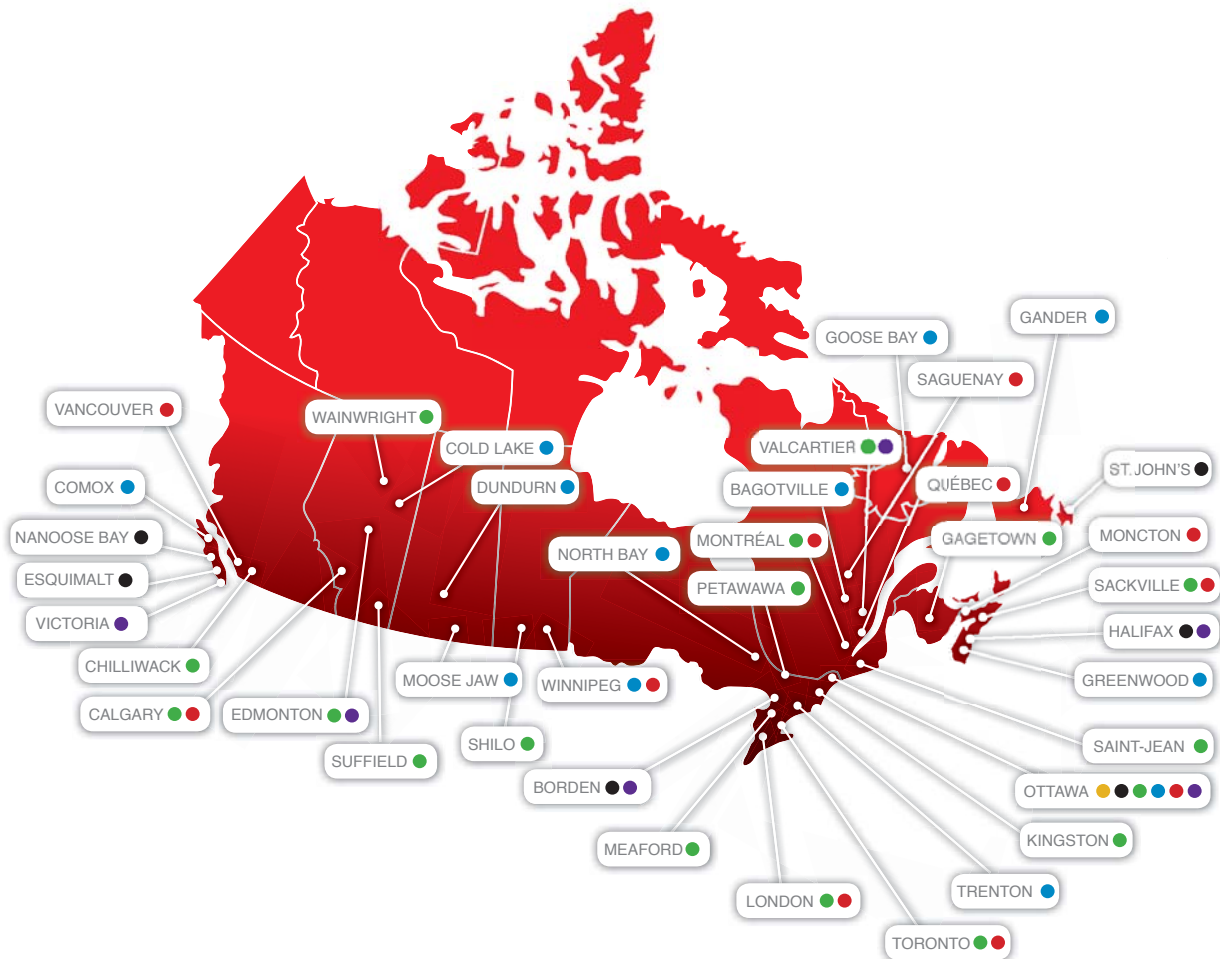 GANDER
GOOSE BAY
SAGUENAY
VANCOUVER
WAINWRIGHT
COLD LAKE
VALCARTIER
ST. JOHN'S
COMOX
DUNDURN
BAGOTVILLE
QUÉBEC
NANOOSE BAY
NORTH BAY
MONTRÉAL
GAGETOWN
MONCTON
ESQUIMALT
PETAWAWA
SACKVILLE
VICTORIA
HALIFAX
CHILLIWACK
MOOSE JAW
WINNIPEG
GREENWOOD
CALGARY
EDMONTON
SHILO
SAINT-JEAN
SUFFIELD
BORDEN
OTTAWA
MEAFORD
KINGSTON
LONDON
TRENTON
TORONTO